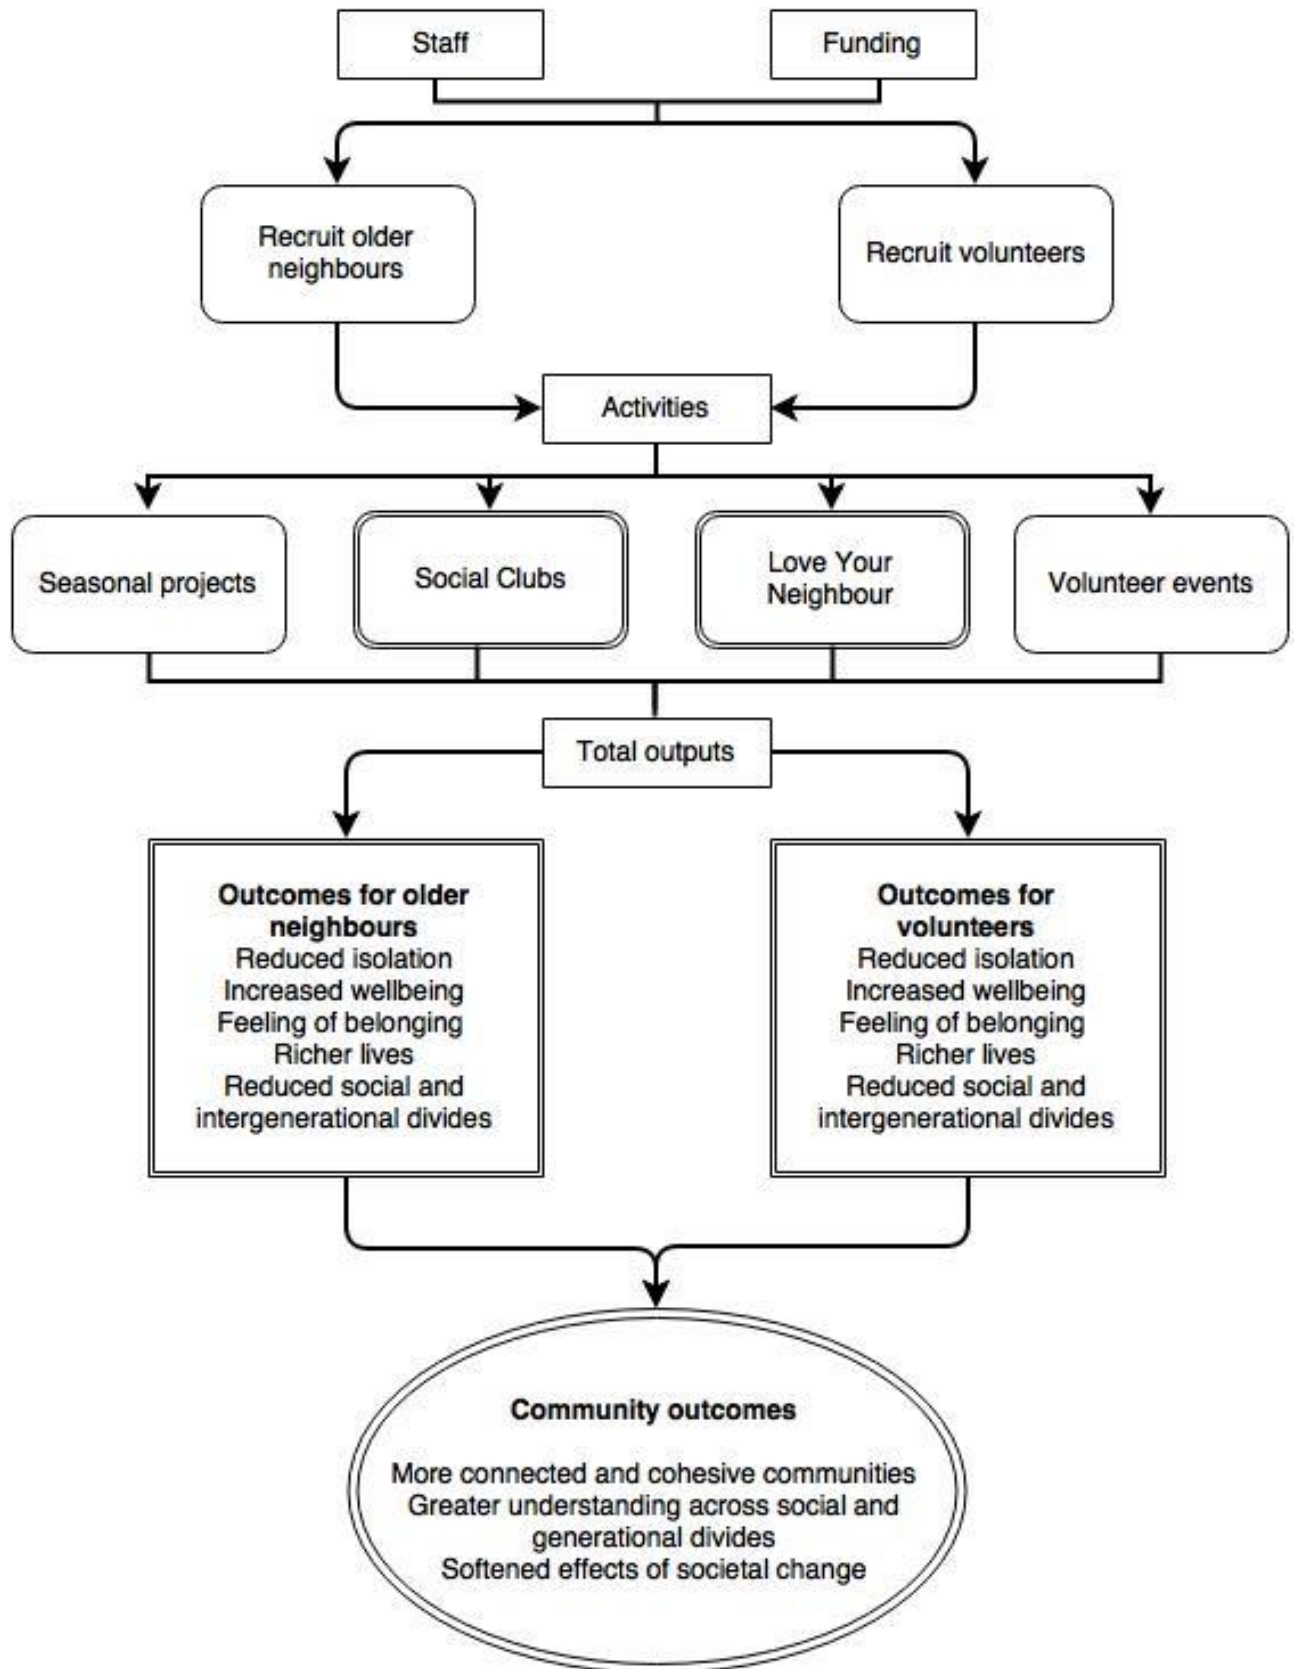 Staff
Funding
Recruit older
neighbours
Recruit volunteers
Activities
Seasonal projects
Social Clubs
Love Your
Neighbour
Volunteer events
Total outputs
Outcomes for older
neighbours
Reduced isolation
Increased wellbeing
Feeling of belonging
Richer lives
Reduced social and
intergenerational divides
Outcomes for
volunteers
Reduced isolation
Increased wellbeing
Feeling of belonging
Richer lives
Reduced social and
intergenerational divides
Community outcomes
More connected and cohesive communities
Greater understanding across social and
generational divides
Softened effects of societal change